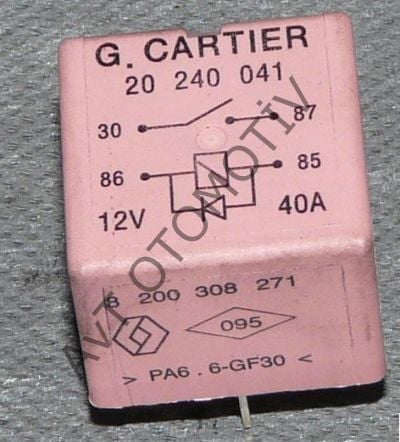 G. CARTIER
20 240 041
30 87
86 85
12V 40A
8 200 308 271
095
> PA6 . 6-GF30 <
AVT OTOMOTİV